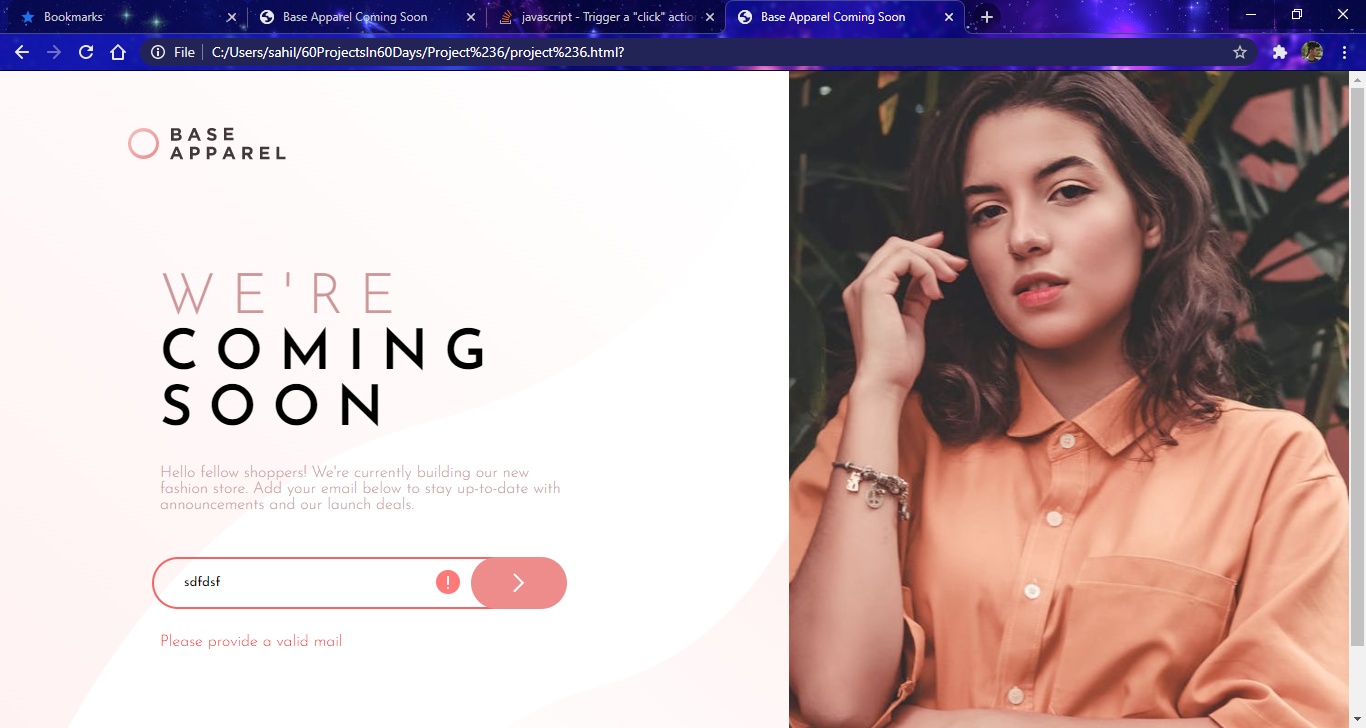 Bookmarks
Base Apparel Coming Soon
javascript - Trigger a "click" action
Base Apparel Coming Soon
File
C:/Users/sahil/60ProjectsIn60Days/Project%236/project%236.html?
BASE
APPAREL
WE'RE
COMING
SOON
Hello fellow shoppers! We're currently building our new
fashion store. Add your email below to stay up-to-date with
announcements and our launch deals.
sdfdsf
!
Please provide a valid mail